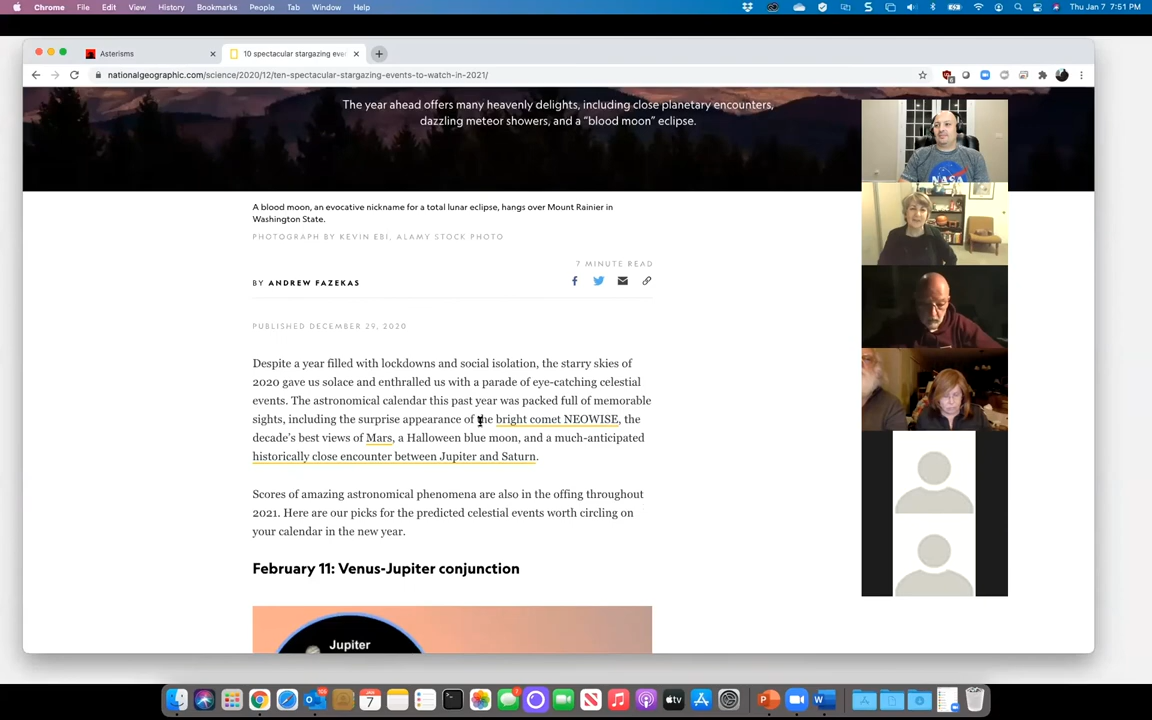 Chrome File Edit View History Bookmarks People Tab Window Help
Thu Jan 7 7:51 PM
Asterisms
10 spectacular stargazing eve
nationalgeographic.com/science/2020/12/ten-spectacular-stargazing-events-to-watch-in-2021/
The year ahead offers many heavenly delights, including close planetary encounters,
dazzling meteor showers, and a “blood moon” eclipse.
NASA
A blood moon, an evocative nickname for a total lunar eclipse, hangs over Mount Rainier in
Washington State.
PHOTOGRAPH BY KEVIN EBI, ALAMY STOCK PHOTO
7 MINUTE READ
BY ANDREW FAZEKAS
PUBLISHED DECEMBER 29, 2020
Despite a year filled with lockdowns and social isolation, the starry skies of
2020 gave us solace and enthralled us with a parade of eye-catching celestial
events. The astronomical calendar this past year was packed full of memorable
sights, including the surprise appearance of the bright comet NEOWISE, the
decade’s best views of Mars, a Halloween blue moon, and a much-anticipated
historically close encounter between Jupiter and Saturn.
Scores of amazing astronomical phenomena are also in the offing throughout
2021. Here are our picks for the predicted celestial events worth circling on
your calendar in the new year.
February 11: Venus-Jupiter conjunction
Jupiter